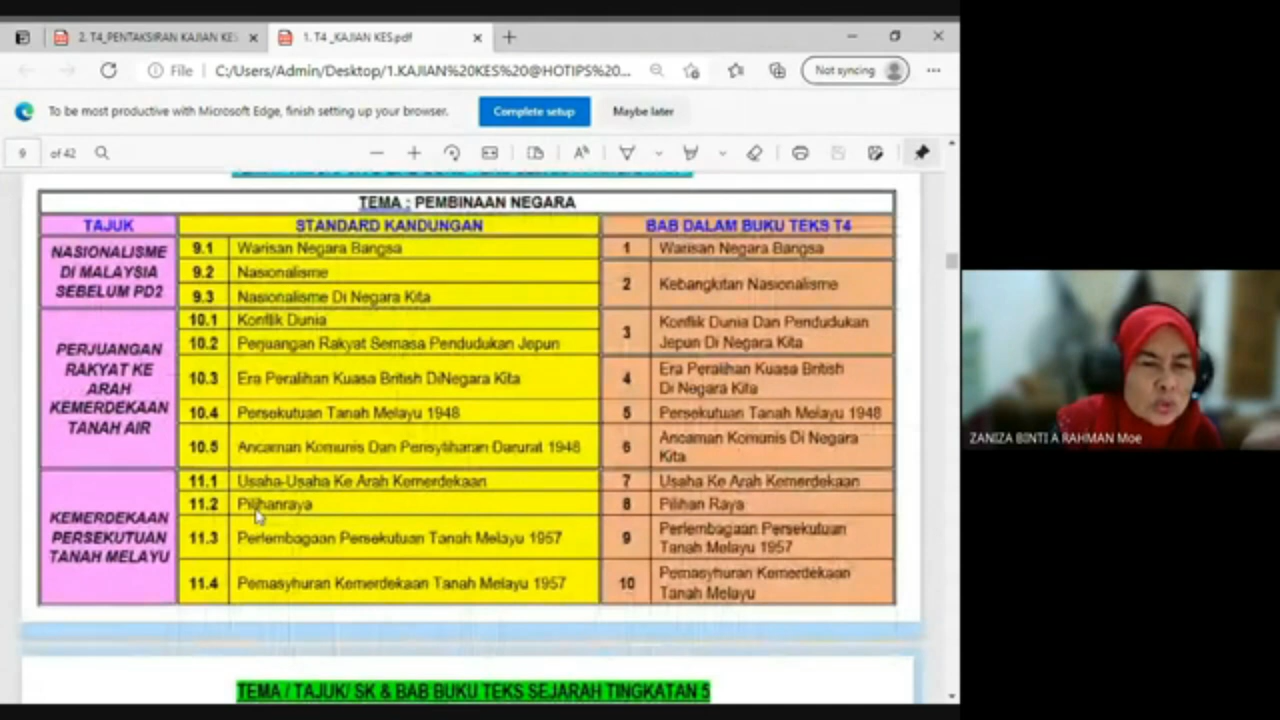 2. T4_PENTAKSIRAN KAJIAN KES
1. T4 _KAJIAN KES.pdf
File
C:/Users/Admin/Desktop/1.KAJIAN%20KES%20@HOTIPS%20...
Not syncing
To be most productive with Microsoft Edge, finish setting up your browser.
Complete setup
Maybe later
9 of 42
TEMA : PEMBINAAN NEGARA
TAJUK STANDARD KANDUNGAN BAB DALAM BUKU TEKS T4
NASIONALISME
DI MALAYSIA
SEBELUM PD2
9.1 Warisan Negara Bangsa
9.2 Nasionalisme
9.3 Nasionalisme Di Negara Kita
1 Warisan Negara Bangsa
2 Kebangkitan Nasionalisme
PERJUANGAN
RAKYAT KE
ARAH
KEMERDEKAAN
TANAH AIR
10.1 Konflik Dunia
10.2 Perjuangan Rakyat Semasa Pendudukan Jepun
10.3 Era Peralihan Kuasa British DiNegara Kita
10.4 Persekutuan Tanah Melayu 1948
10.5 Ancaman Komunis Dan Pensytiharan Darurat 1948
3 Konflik Dunia Dan Pendudukan
Jepun Di Negara Kita
4 Era Peralihan Kuasa British
Di Negara Kita
5 Persekutuan Tanah Melayu 1948
6 Ancaman Komunis Di Negara
Kita
KEMERDEKAAN
PERSEKUTUAN
TANAH MELAYU
11.1 Usaha-Usaha Ke Arah Kemerdekaan
11.2 Pilihanraya
11.3 Perlembagaan Persekutuan Tanah Melayu 1957
11.4 Pemasyhuran Kemerdekaan Tanah Melayu 1957
7 Usaha Ke Arah Kemerdekaan
8 Pilihan Raya
9 Perlembagaan Persekutuan
Tanah Melayu 1957
10 Pemasyhuran Kemerdekaan
Tanah Melayu
TEMA / TAJUK/ SK & BAB BUKU TEKS SEJARAH TINGKATAN 5
ZANIZA BINTI A RAHMAN Moe